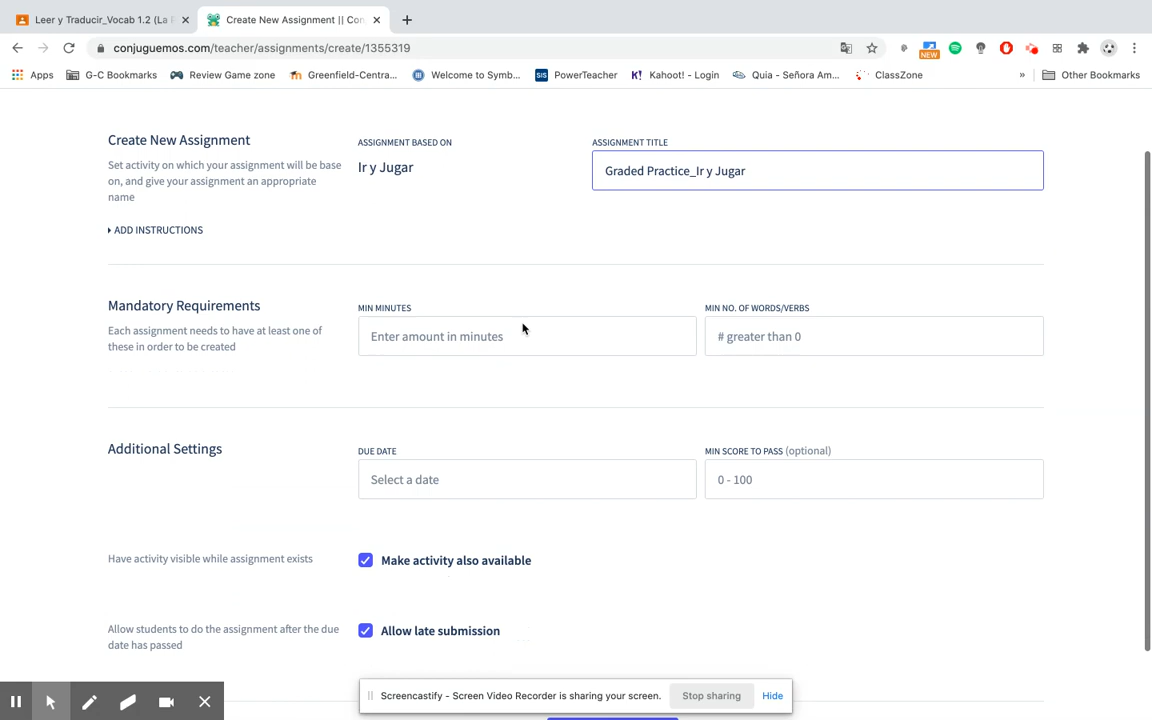 Leer y Traducir_Vocab 1.2 (La
Create New Assignment || Con
conjuguemos.com/teacher/assignments/create/1355319
NEW
Apps
G-C Bookmarks
Review Game zone
Greenfield-Centra...
Welcome to Symb...
SIS
PowerTeacher
K!
Kahoot! - Login
Quia - Señora Am...
ClassZone
»
Other Bookmarks
Create New Assignment
Set activity on which your assignment will be base
on, and give your assignment an appropriate
name
ADD INSTRUCTIONS
ASSIGNMENT BASED ON
Ir y Jugar
ASSIGNMENT TITLE
Graded Practice_Ir y Jugar
Mandatory Requirements
Each assignment needs to have at least one of
these in order to be created
MIN MINUTES
Enter amount in minutes
MIN NO. OF WORDS/VERBS
# greater than 0
Additional Settings
DUE DATE
Select a date
MIN SCORE TO PASS (optional)
0 - 100
Have activity visible while assignment exists
Make activity also available
Allow students to do the assignment after the due
date has passed
Allow late submission
Screencastify - Screen Video Recorder is sharing your screen.
Stop sharing
Hide